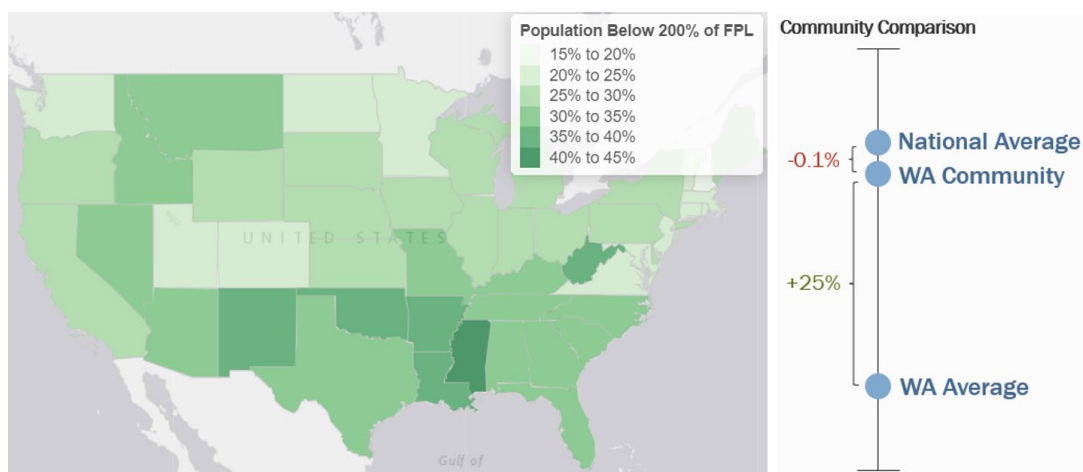 Population Below 200% of FPL
15% to 20%
20% to 25%
25% to 30%
30% to 35%
35% to 40%
40% to 45%
UNITED STATES
Gulf of
Community Comparison
National Average
-0.1%
WA Community
+25%
WA Average